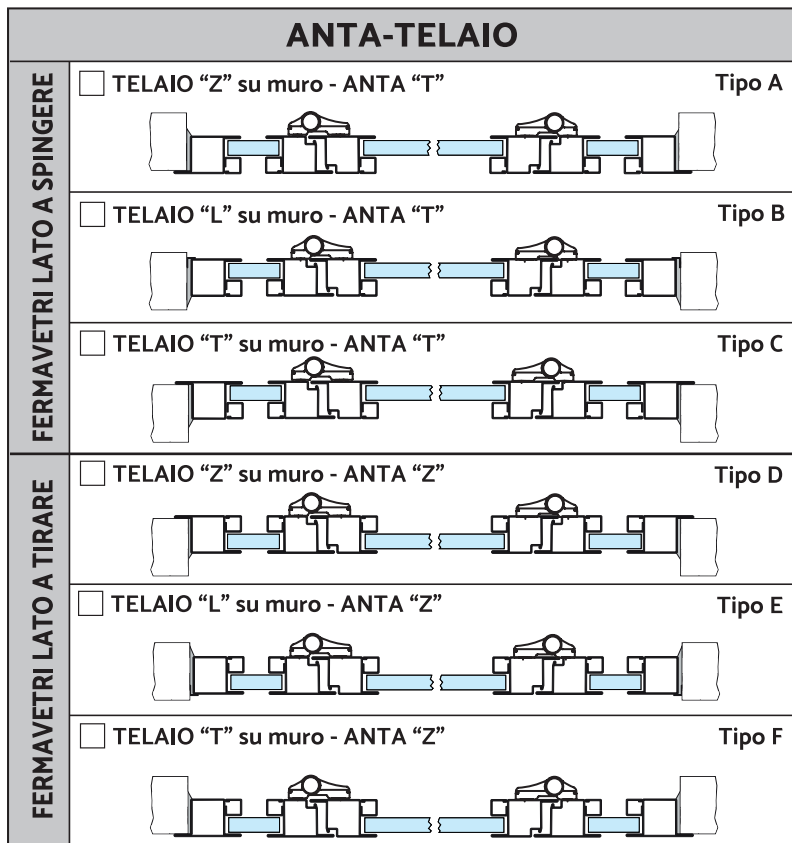 ANTA-TELAIO
FERMAVETRI LATO A SPINGERE
TELAIO “Z” su muro - ANTA “T” Tipo A
TELAIO “L” su muro - ANTA “T” Tipo B
TELAIO “T” su muro - ANTA “T” Tipo C
FERMAVETRI LATO A TIRARE
TELAIO “Z” su muro - ANTA “Z” Tipo D
TELAIO “L” su muro - ANTA “Z” Tipo E
TELAIO “T” su muro - ANTA “Z” Tipo F